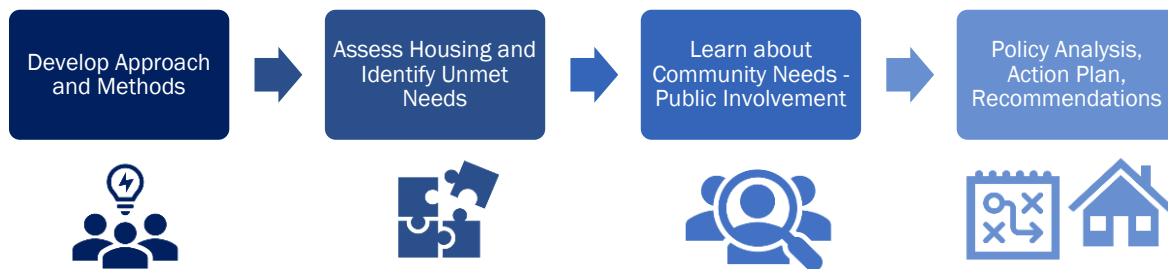 Develop Approach
and Methods
Assess Housing and
Identify Unmet
Needs
Learn about
Community Needs -
Public Involvement
Policy Analysis,
Action Plan,
Recommendations